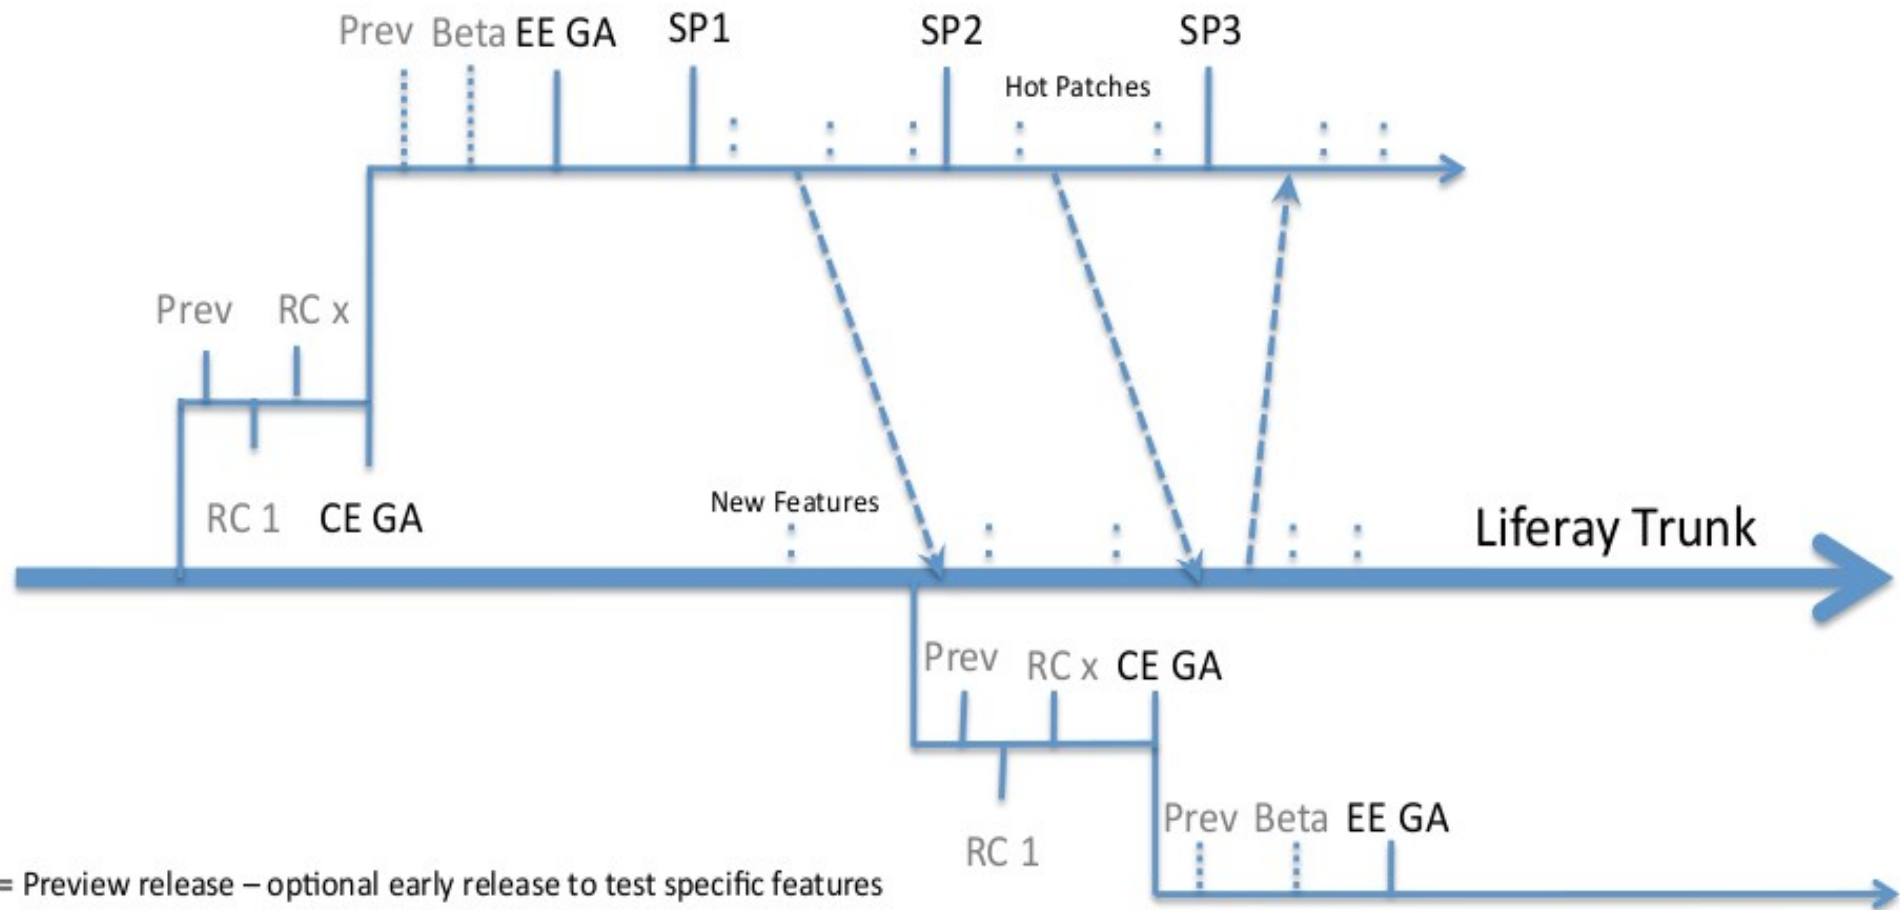 Prev Beta EE GA SP1 SP2 SP3
Hot Patches
Prev RC x
New Features
RC 1 CE GA
Liferay Trunk
Prev RC x CE GA
RC 1
Prev Beta EE GA
= Preview release – optional early release to test specific features